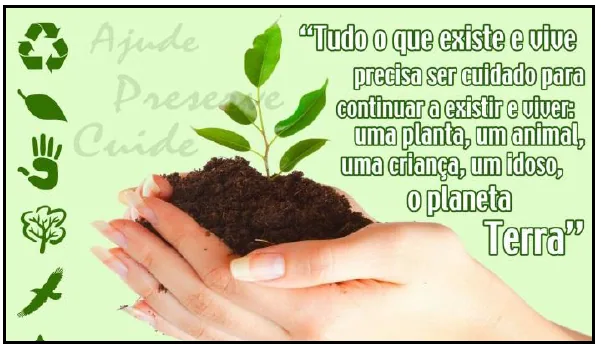 Ajude
Preserve
Cuide
“Tudo o que existe e vive
precisa ser cuidado para
continuar a existir e viver:
uma planta, um animal,
uma criança, um idoso,
o planeta
Terra”